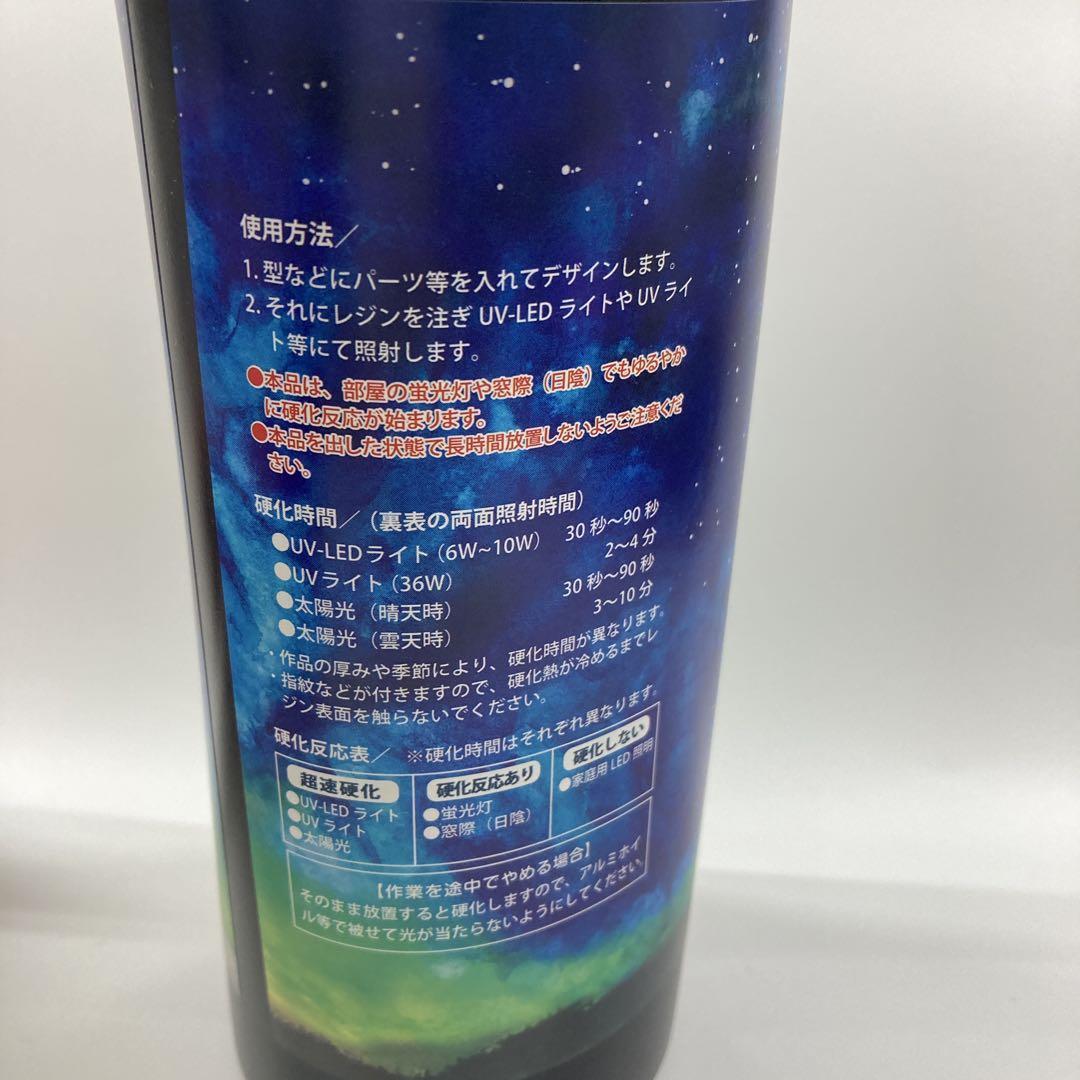 使用方法／
1. 型などにパーツ等を入れてデザインします。
2. それにレジンを注ぎ UV-LED ライトや UV ライ
ト等にて照射します。
●本品は、部屋の蛍光灯や窓際（日陰）でもゆるやか
に硬化反応が始まります。
●本品を出した状態で長時間放置しないようご注意くだ
さい。
硬化時間／（裏表の両面照射時間）
●UV-LEDライト（6W~10W） 30 秒～90 秒
●UVライト（36W） 2～4 分
●太陽光（晴天時） 30 秒～90 秒
●太陽光（雲天時） 3～10 分
・作品の厚みや季節により、硬化時間が異なります。
・指紋などが付きますので、硬化熱が冷めるまでレ
ジン表面を触らないでください。
硬化反応表／ ※硬化時間はそれぞれ異なります。
超速硬化
●UV-LED ライト
●UV ライト
●太陽光
硬化反応あり
●蛍光灯
●窓際（日陰）
硬化しない
●家庭用 LED 照明
【作業を途中でやめる場合】
そのまま放置すると硬化しますので、アルミホイ
ル等で被せて光が当たらないようにしてください。